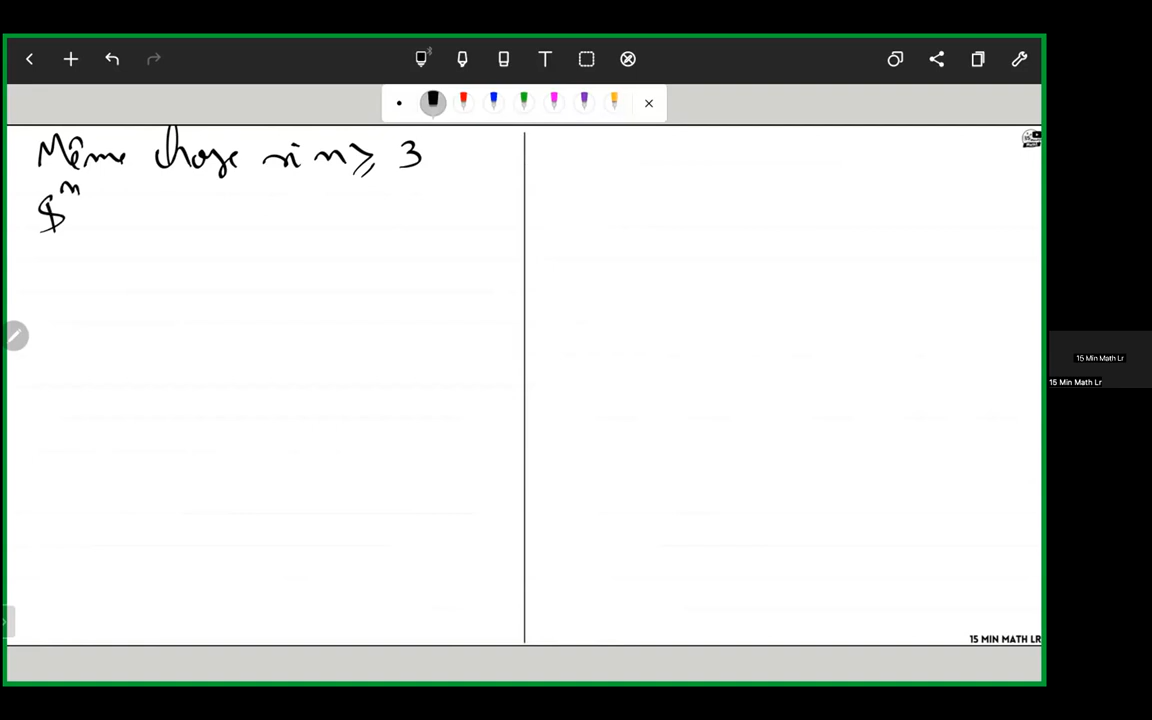 Même chose si n ⩾ 3
$ⁿ
15 Min Math Lr
15 Min Math Lr
15 MIN MATH LR